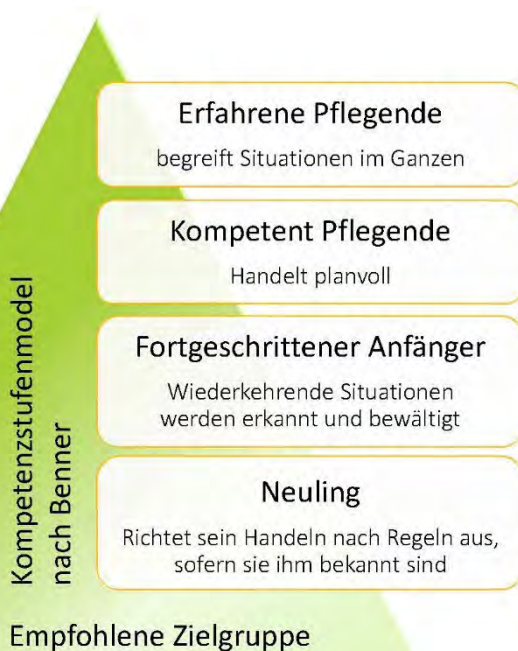 Erfahrene Pflegende
begreift Situationen im Ganzen
Kompetent Pflegende
Handelt planvoll
Fortgeschrittener Anfänger
Wiederkehrende Situationen
werden erkannt und bewältigt
Neuling
Richtet sein Handeln nach Regeln aus,
sofern sie ihm bekannt sind
Kompetenzstufenmodel
nach Benner
Empfohlene Zielgruppe